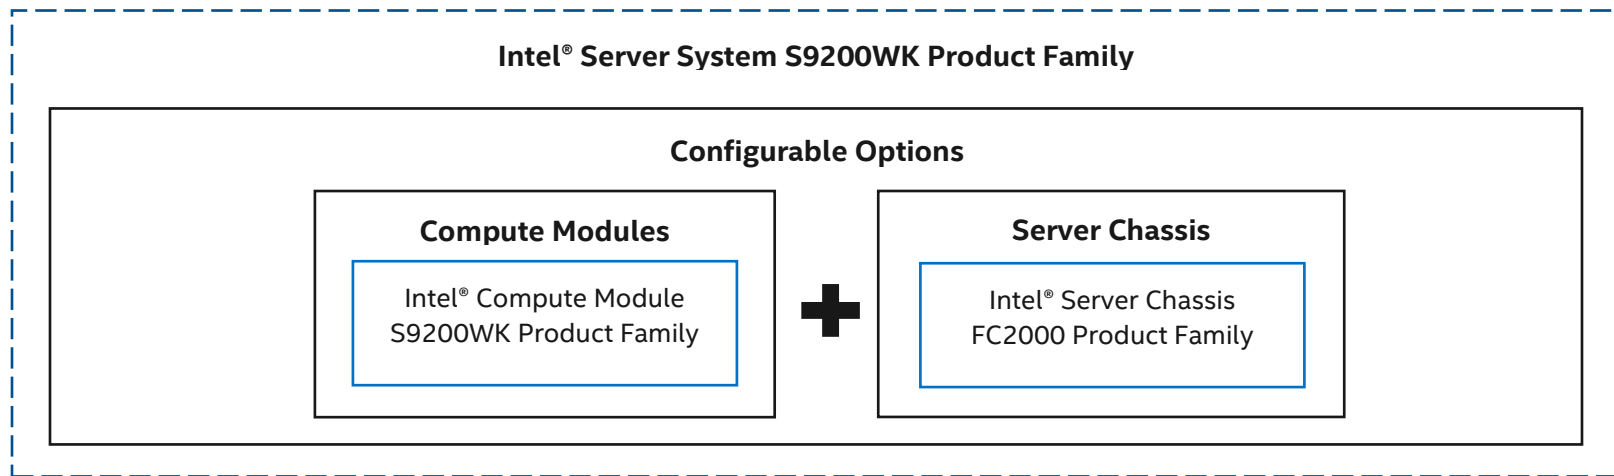 Intel® Server System S9200WK Product Family
Configurable Options
Compute Modules
Intel® Compute Module
S9200WK Product Family
Server Chassis
Intel® Server Chassis
FC2000 Product Family